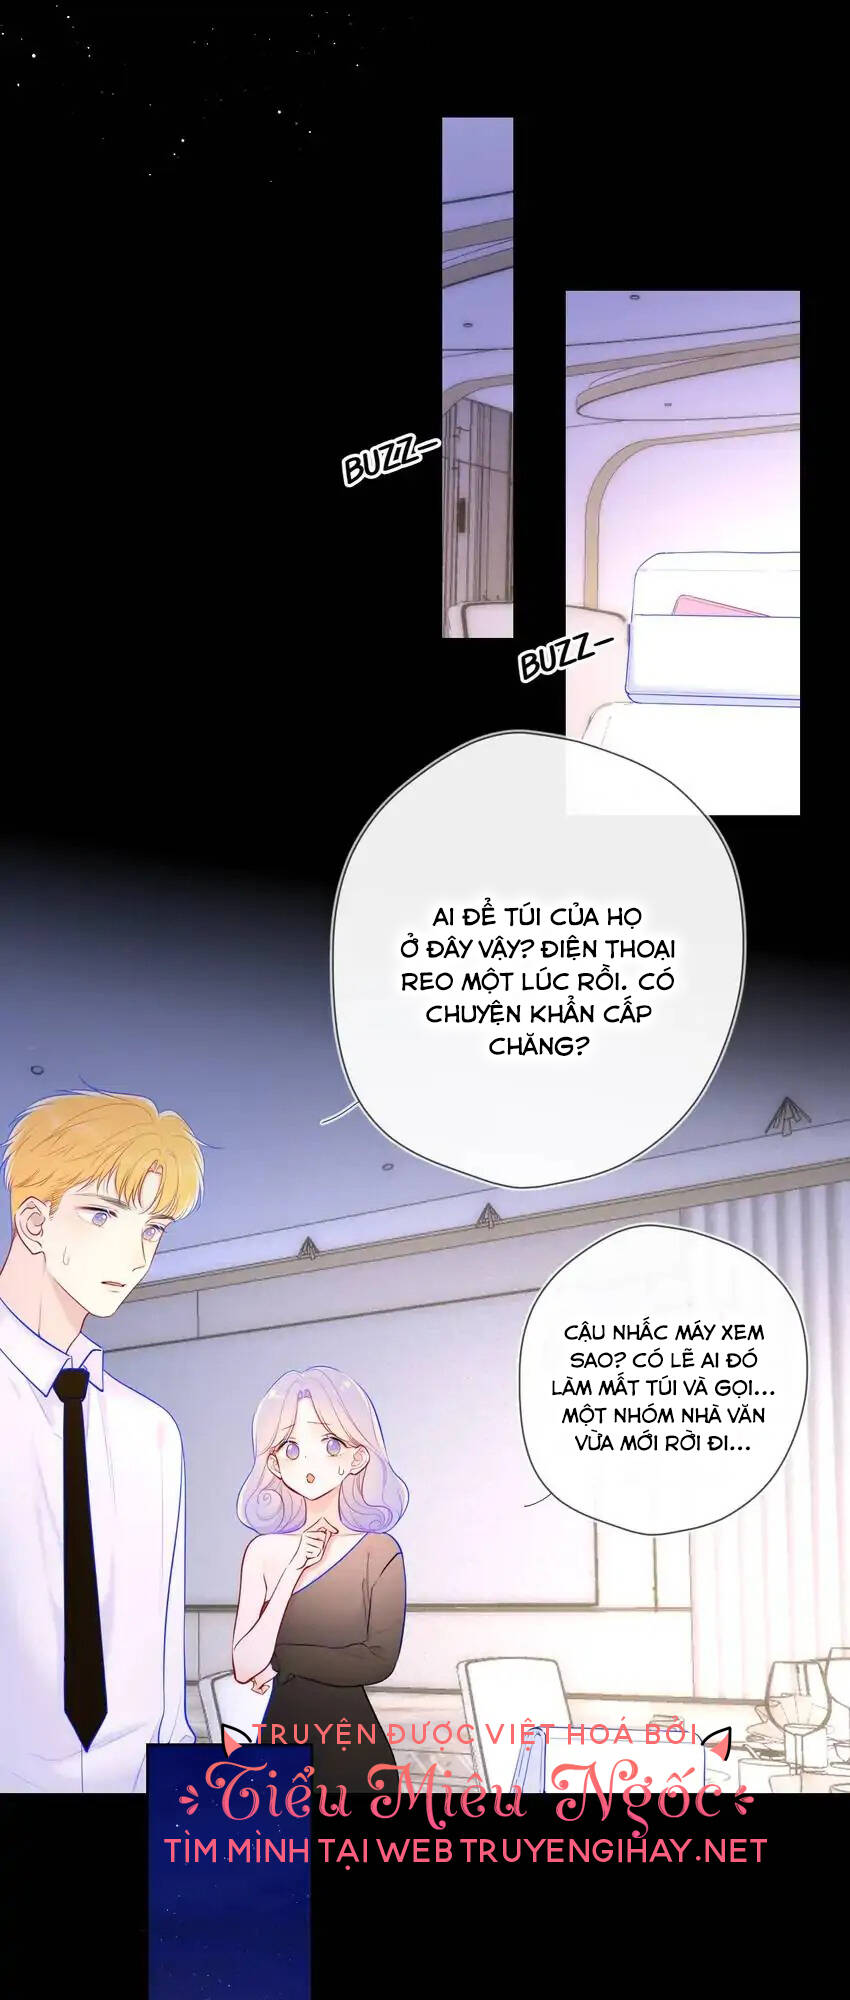 BUZZ-
BUZZ-
AI ĐỂ TÚI CỦA HỌ
Ở ĐÂY VẬY? ĐIỆN THOẠI
REO MỘT LÚC RỒI. CÓ
CHUYỆN KHẨN CẤP
CHĂNG?
CẬU NHẤC MÁY XEM
SAO? CÓ LẼ AI ĐÓ
LÀM MẤT TÚI VÀ GỌI...
MỘT NHÓM NHÀ VĂN
VỪA MỚI RỜI ĐI...
TRUYỆN ĐƯỢC VIỆT HOÁ BỞI
Tiểu Miêu Ngốc
TÌM MÌNH TẠI WEB TRUYENGIHAY.NET